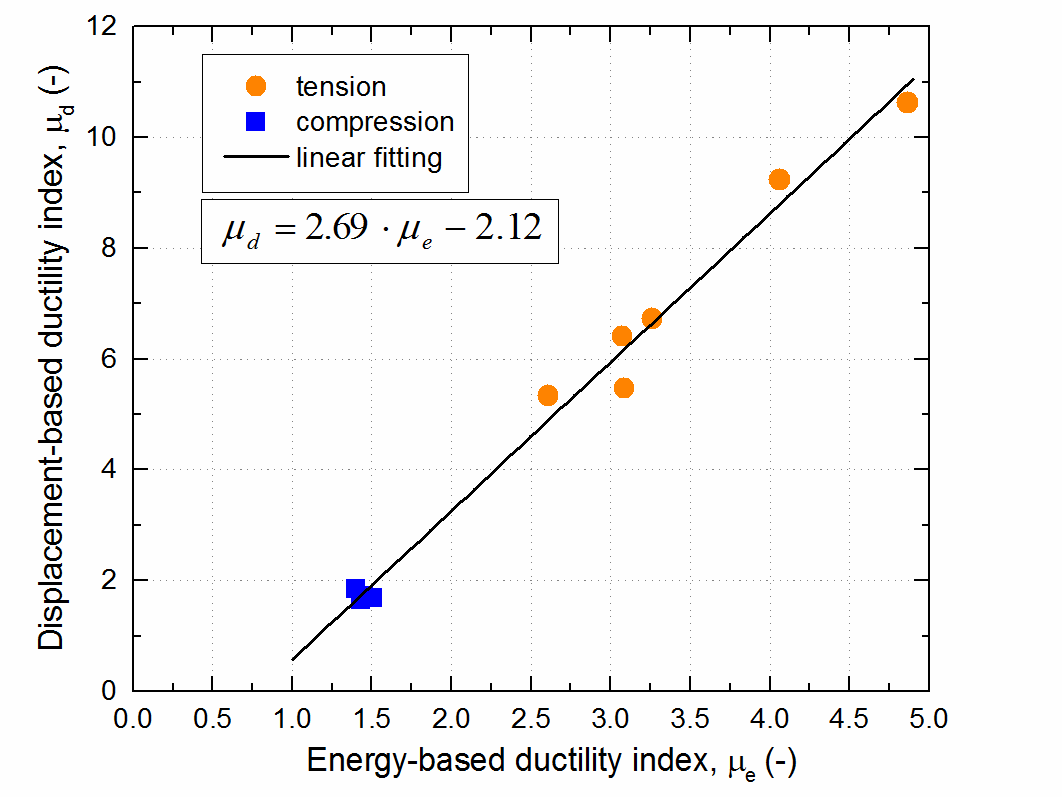 12
10
8
6
4
2
0
Displacement-based ductility index, μd (-)
tension
compression
linear fitting
μd = 2.69 · μe − 2.12
0.0 0.5 1.0 1.5 2.0 2.5 3.0 3.5 4.0 4.5 5.0
Energy-based ductility index, μe (-)